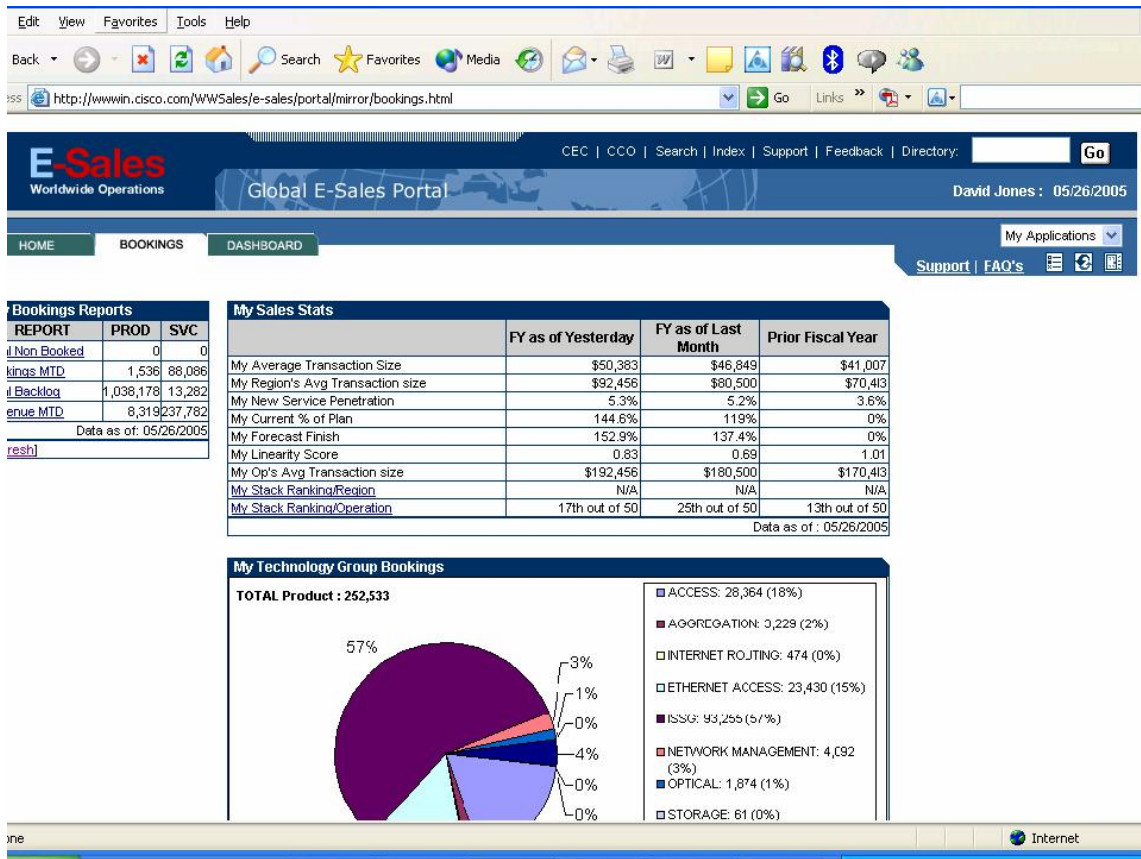 Edit View Favorites Tools Help
Back Search Favorites Media
ess http://wwwin.cisco.com/WWSales/e-sales/portal/mirror/bookings.html Go Links »
CEC | CCO | Search | Index | Support | Feedback | Directory: Go
E-Sales
Worldwide Operations
Global E-Sales Portal
David Jones : 05/26/2005
HOME BOOKINGS DASHBOARD
My Applications
Support | FAQ's
y Bookings Reports
REPORT PROD SVC
al Non Booked 0 0
kings MTD 1,536 88,086
al Backlog 1,038,178 13,282
enue MTD 8,319 237,782
Data as of: 05/26/2005
resh]
My Sales Stats
FY as of Yesterday FY as of Last Month Prior Fiscal Year
My Average Transaction Size $50,383 $46,849 $41,007
My Region's Avg Transaction size $92,456 $80,500 $70,413
My New Service Penetration 5.3% 5.2% 3.6%
My Current % of Plan 144.6% 119% 0%
My Forecast Finish 152.9% 137.4% 0%
My Linearity Score 0.83 0.69 1.01
My Op's Avg Transaction size $192,456 $180,500 $170,413
My Stack Ranking/Region N/A N/A N/A
My Stack Ranking/Operation 17th out of 50 25th out of 50 13th out of 50
Data as of : 05/26/2005
My Technology Group Bookings
TOTAL Product : 252,533
57%
3%
1%
0%
4%
0%
0%
ACCESS: 28,364 (18%)
AGGREGATION: 3,229 (2%)
INTERNET ROUTING: 474 (0%)
ETHERNET ACCESS: 23,430 (15%)
ISSG: 93,255 (57%)
NETWORK MANAGEMENT: 4,092
(3%)
OPTICAL: 1,874 (1%)
STORAGE: 61 (0%)
one Internet